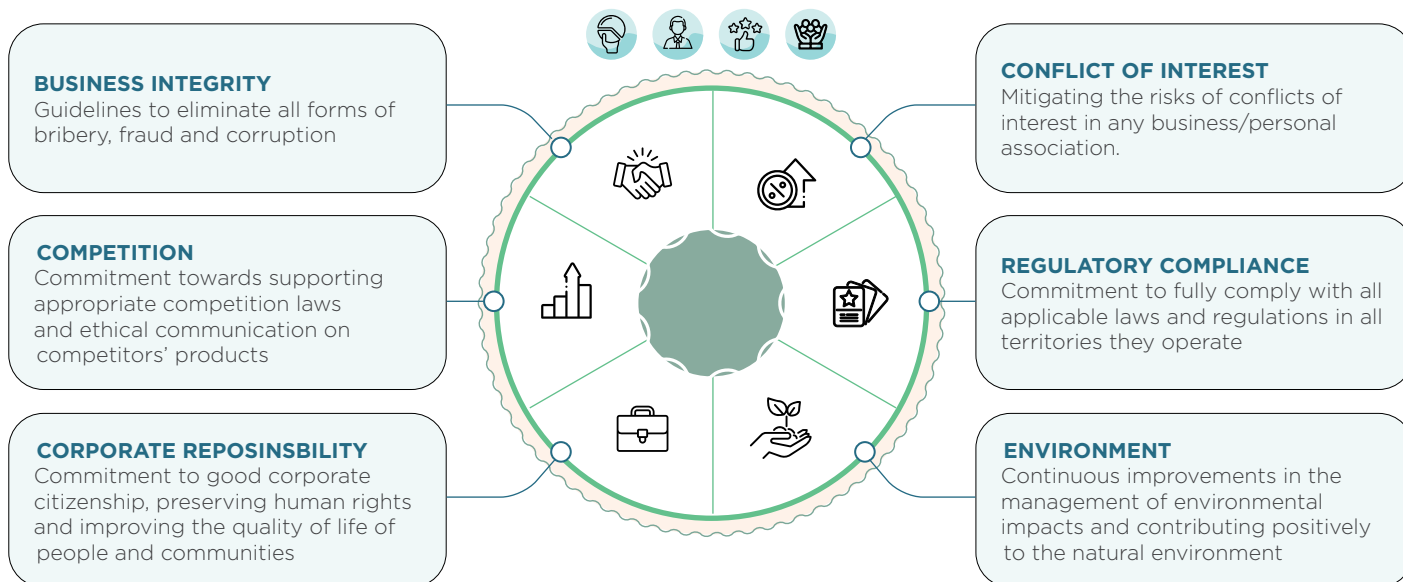 BUSINESS INTEGRITY
Guidelines to eliminate all forms of
bribery, fraud and corruption
COMPETITION
Commitment towards supporting
appropriate competition laws
and ethical communication on
competitors’ products
CORPORATE REPOSINSBILITY
Commitment to good corporate
citizenship, preserving human rights
and improving the quality of life of
people and communities
CONFLICT OF INTEREST
Mitigating the risks of conflicts of
interest in any business/personal
association.
REGULATORY COMPLIANCE
Commitment to fully comply with all
applicable laws and regulations in all
territories they operate
ENVIRONMENT
Continuous improvements in the
management of environmental
impacts and contributing positively
to the natural environment